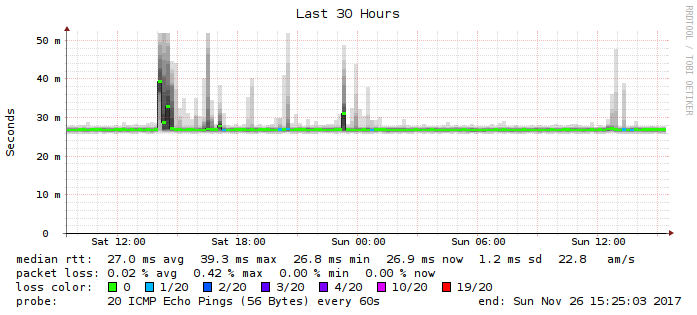 Last 30 Hours
RRDTOOL / TOBI OETIKER
Seconds
50 m
40 m
30 m
20 m
10 m
0
Sat 12:00 Sat 18:00 Sun 00:00 Sun 06:00 Sun 12:00
median rtt: 27.0 ms avg 39.3 ms max 26.8 ms min 26.9 ms now 1.2 ms sd 22.8 am/s
packet loss: 0.02 % avg 0.42 % max 0.00 % min 0.00 % now
loss color: 0 1/20 2/20 3/20 4/20 10/20 19/20
probe: 20 ICMP Echo Pings (56 Bytes) every 60s end: Sun Nov 26 15:25:03 2017